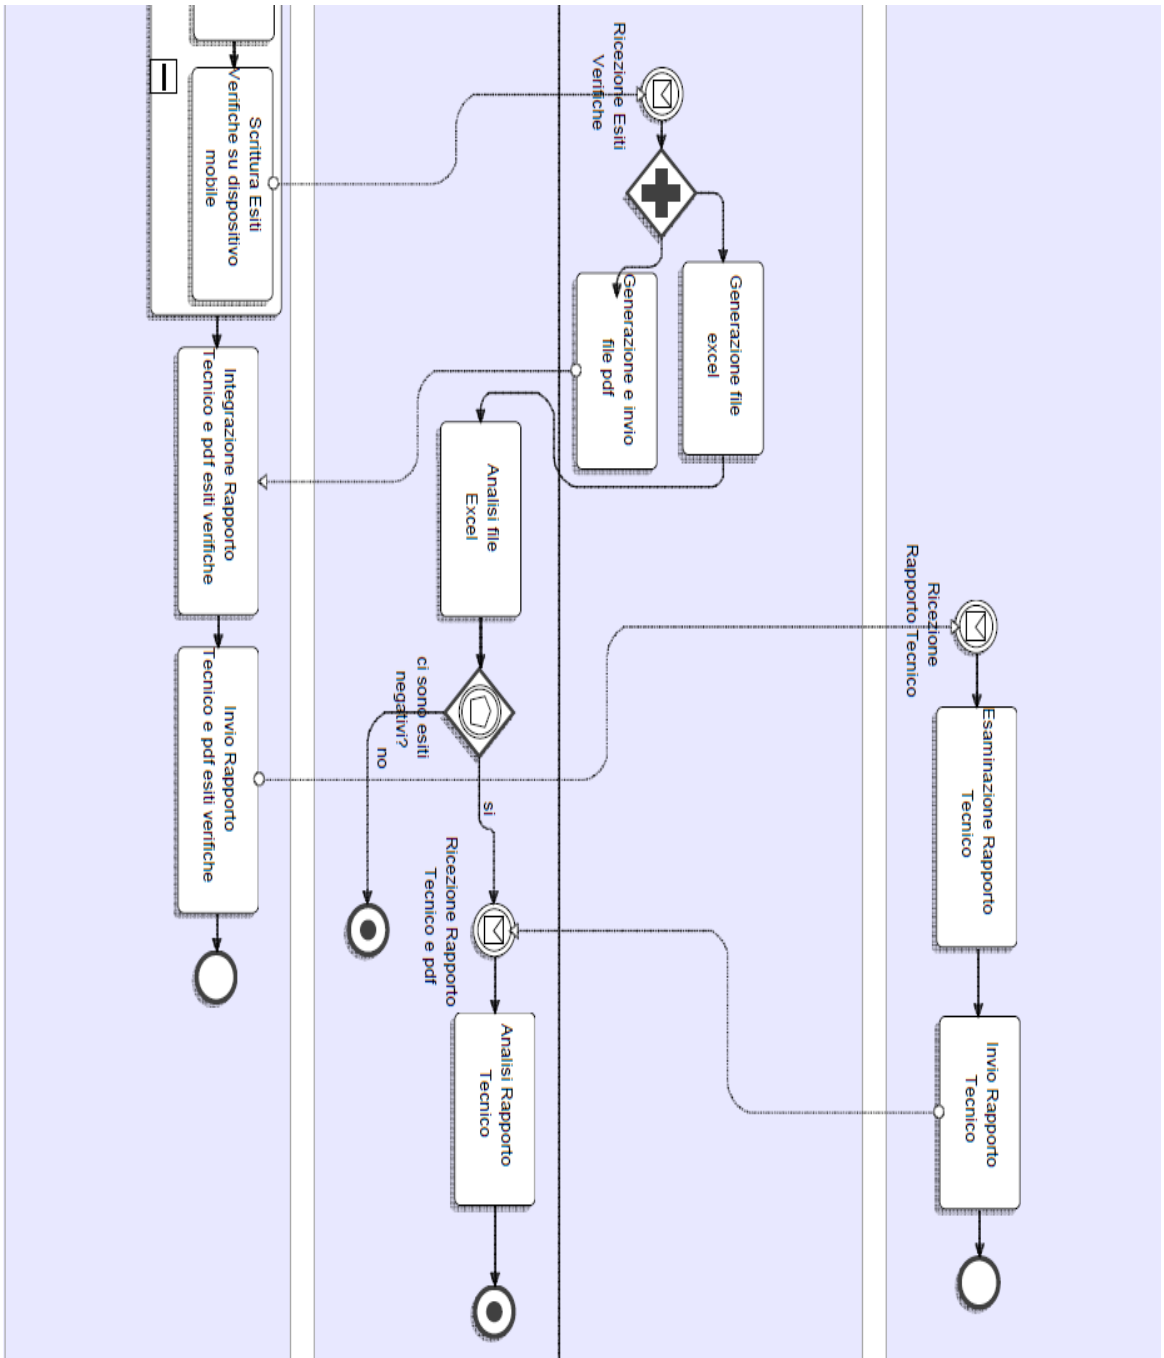 Ricezione Esiti
Verifiche
Scrittura Esiti
Verifiche su dispositivo
mobile
Generazione file
excel
Generazione e invio
file pdf
Integrazione Rapporto
Tecnico e pdf esiti verifiche
Analisi file
Excel
Ricezione
Rapporto Tecnico
ci sono esiti
negativi?
no
si
Invio Rapporto
Tecnico e pdf esiti verifiche
Esaminazione Rapporto
Tecnico
Ricezione Rapporto
Tecnico e pdf
Analisi Rapporto
Tecnico
Invio Rapporto
Tecnico